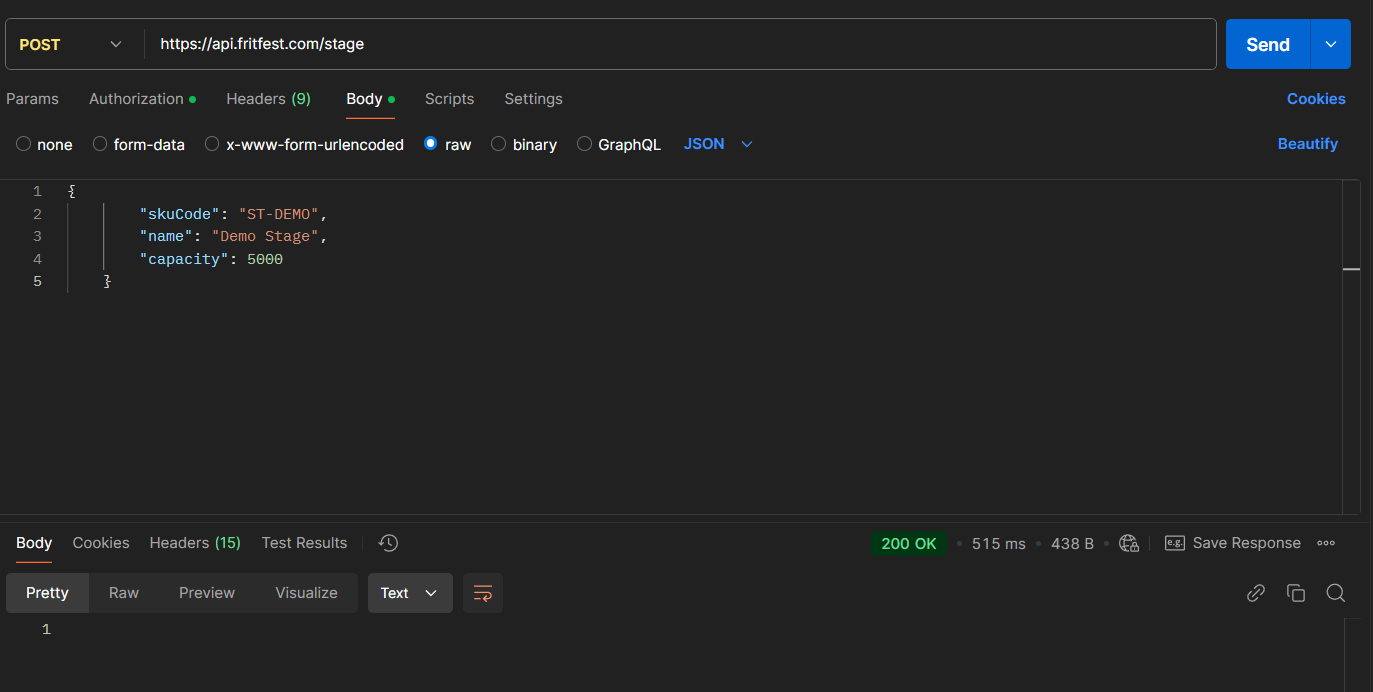 POST https://api.fritfest.com/stage Send
Params Authorization Headers (9) Body Scripts Settings Cookies
none form-data x-www-form-urlencoded raw binary GraphQL JSON Beautify
1 {
2 "skuCode": "ST-DEMO",
3 "name": "Demo Stage",
4 "capacity": 5000
5 }
Body Cookies Headers (15) Test Results 200 OK 515 ms 438 B e.g. Save Response
Pretty Raw Preview Visualize Text
1